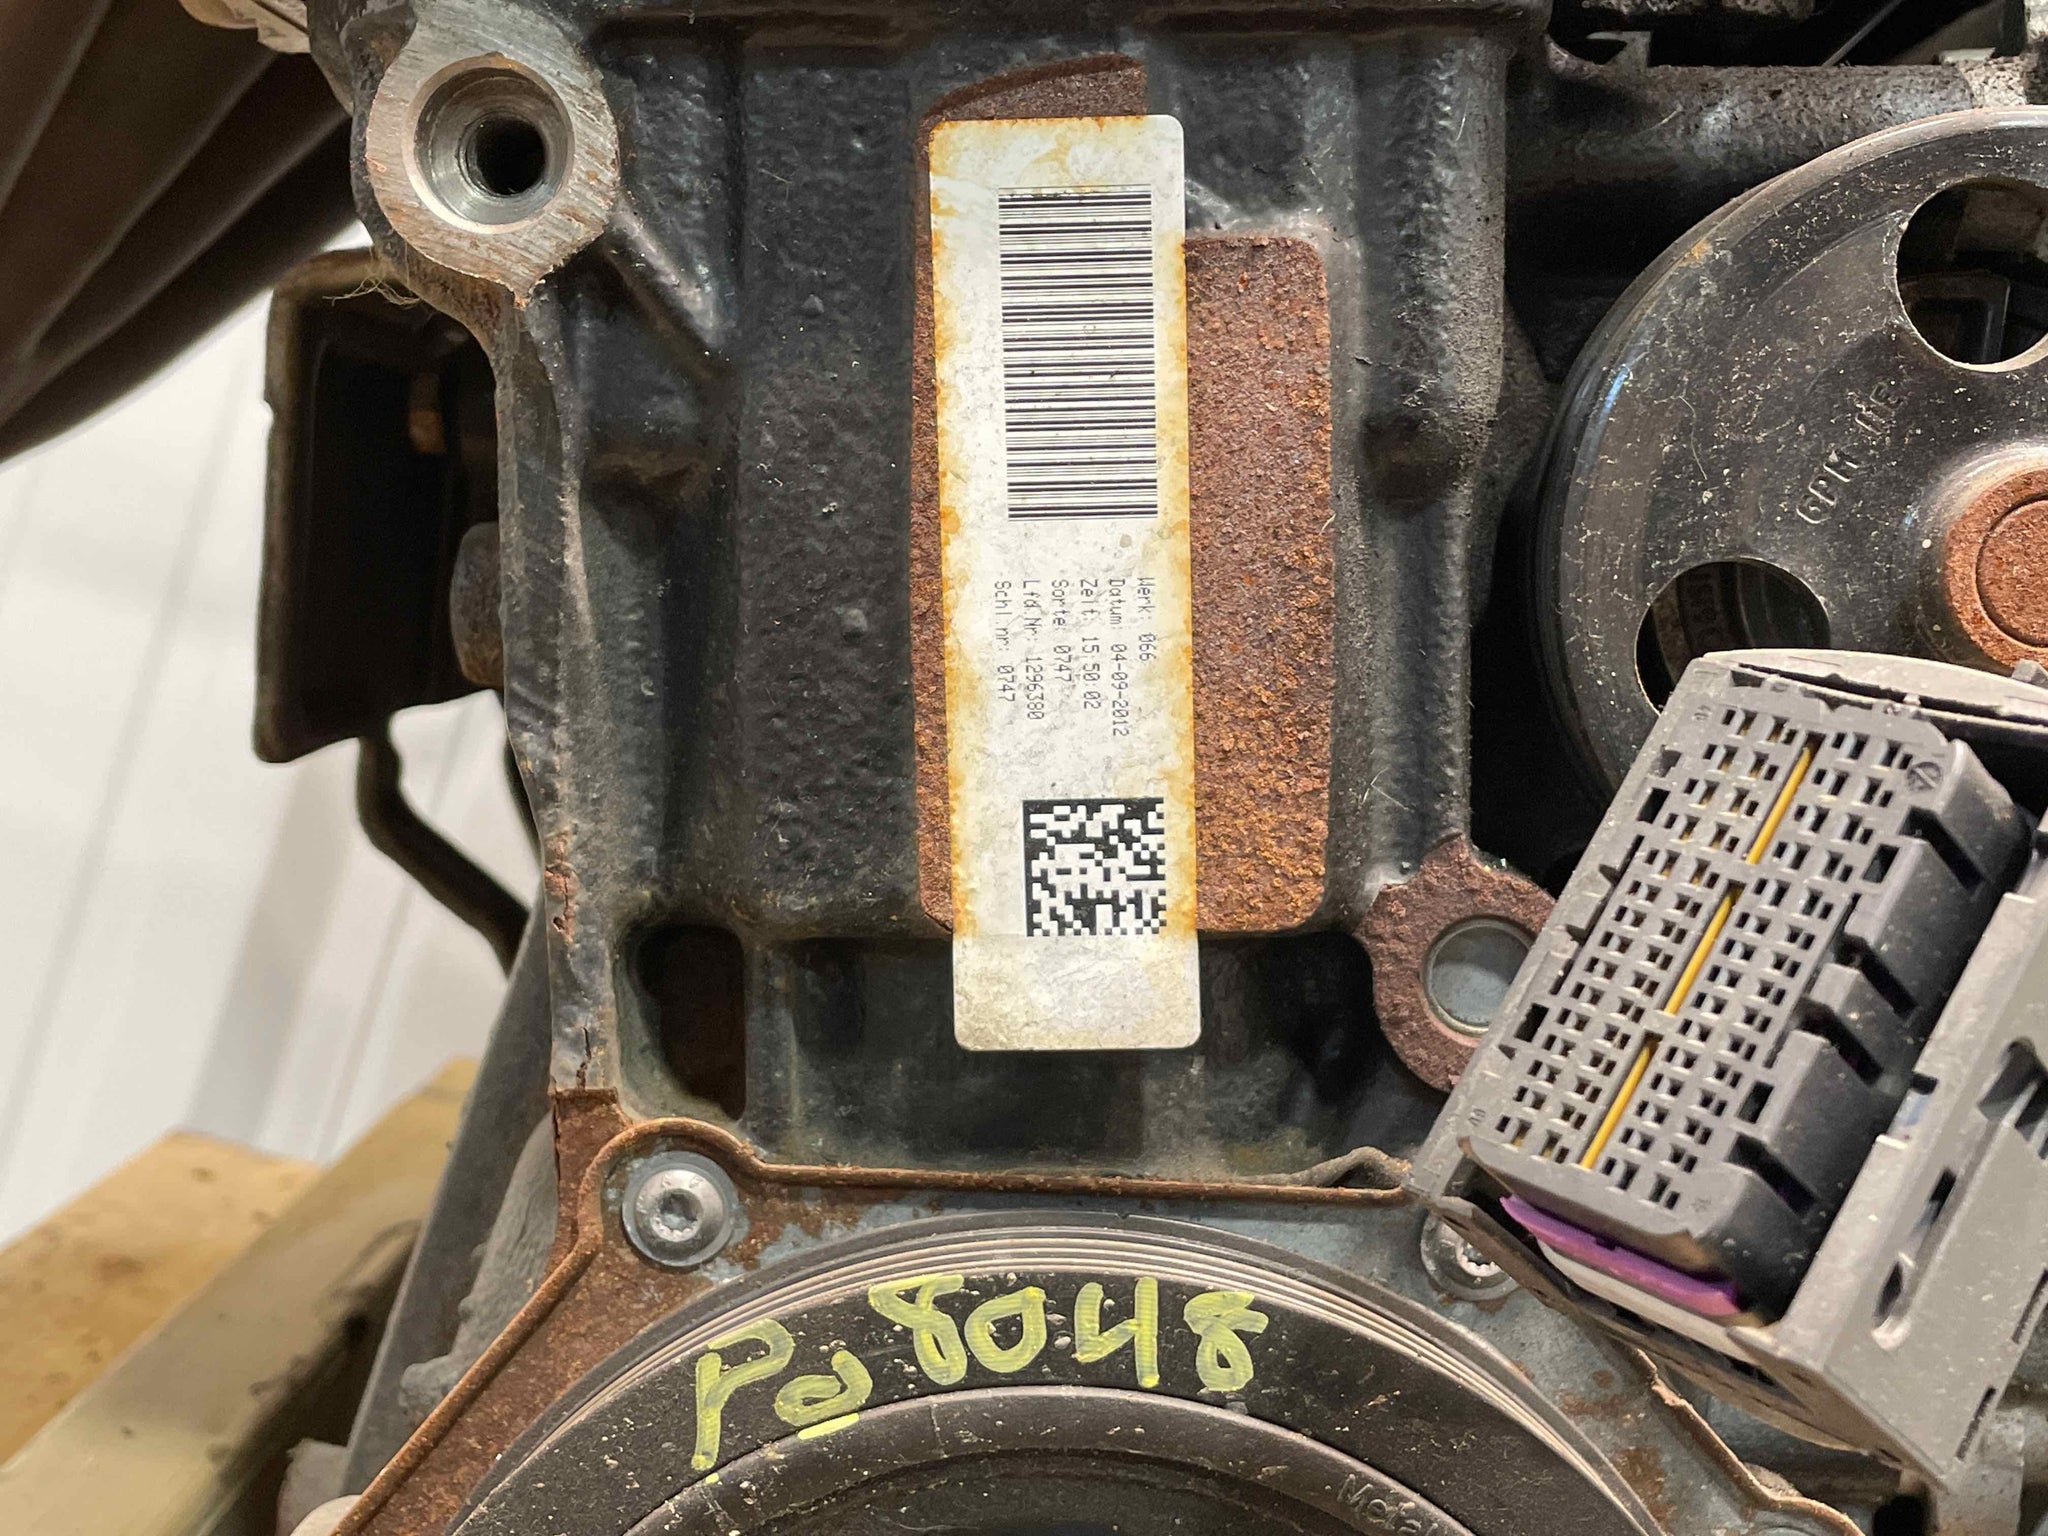 Werk: 066
Datum: 04-09-2012
Zeit: 15:50:02
Sorte: 0747
Lfd.Nr: 1296380
Schl.nr: 0747
Pd 8048